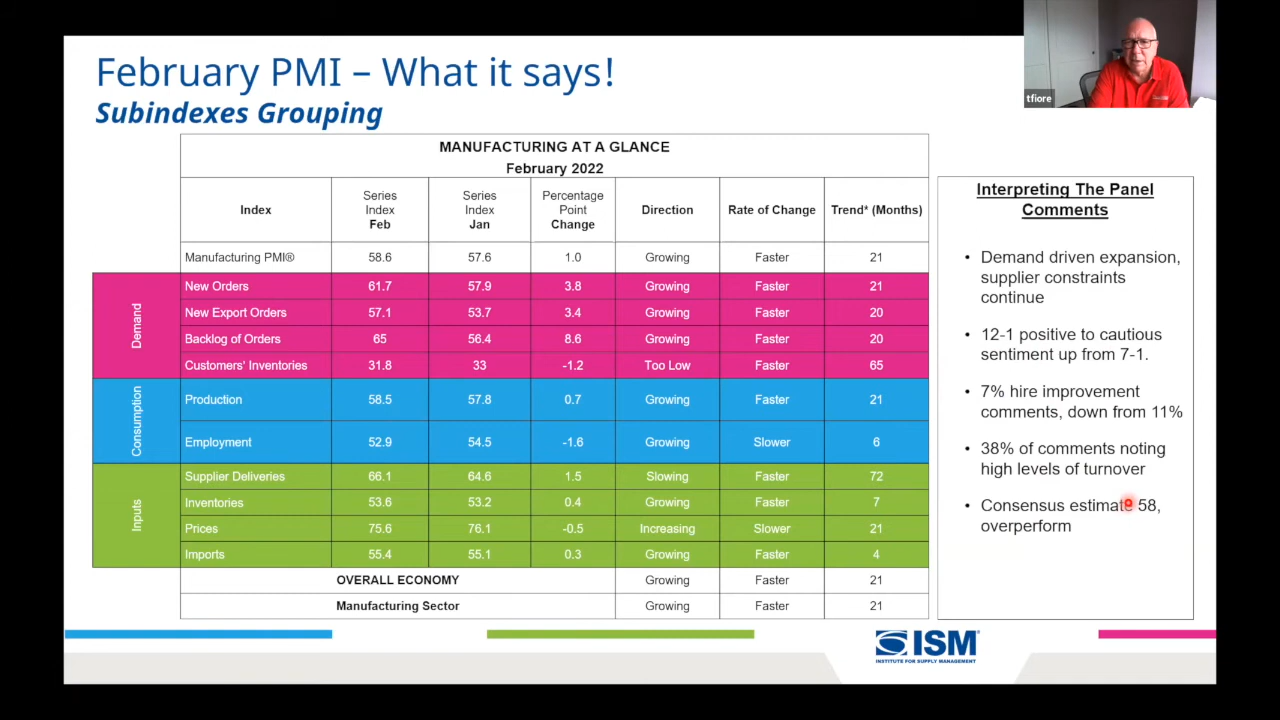 February PMI – What it says!
Subindexes Grouping
tfiore
MANUFACTURING AT A GLANCE
February 2022
Index
Series Index Feb
Series Index Jan
Percentage Point Change
Direction
Rate of Change
Trend* (Months)
Manufacturing PMI® 58.6 57.6 1.0 Growing Faster 21
Demand
New Orders 61.7 57.9 3.8 Growing Faster 21
New Export Orders 57.1 53.7 3.4 Growing Faster 20
Backlog of Orders 65 56.4 8.6 Growing Faster 20
Customers' Inventories 31.8 33 -1.2 Too Low Faster 65
Consumption
Production 58.5 57.8 0.7 Growing Faster 21
Employment 52.9 54.5 -1.6 Growing Slower 6
Inputs
Supplier Deliveries 66.1 64.6 1.5 Slowing Faster 72
Inventories 53.6 53.2 0.4 Growing Faster 7
Prices 75.6 76.1 -0.5 Increasing Slower 21
Imports 55.4 55.1 0.3 Growing Faster 4
OVERALL ECONOMY Growing Faster 21
Manufacturing Sector Growing Faster 21
Interpreting The Panel
Comments
• Demand driven expansion,
supplier constraints
continue
• 12-1 positive to cautious
sentiment up from 7-1.
• 7% hire improvement
comments, down from 11%
• 38% of comments noting
high levels of turnover
• Consensus estimate 58,
overperform
ISM®
INSTITUTE FOR SUPPLY MANAGEMENT